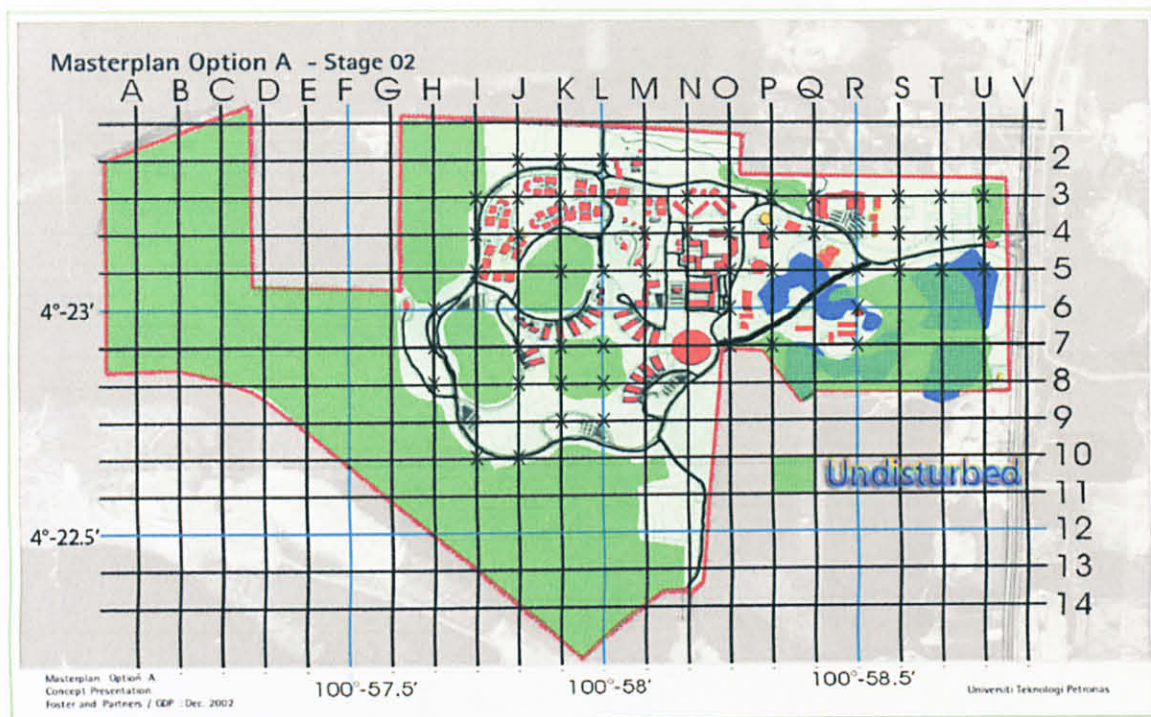 Masterplan Option A - Stage 02
A B C D E F G H I J K L M N O P Q R S T U V
1
2
3
4
5
4°-23'
6
7
8
9
10
Undisturbed
11
4°-22.5'
12
13
14
100°-57.5' 100°-58' 100°-58.5'
Masterplan Option A
Concept Presentation
Foster and Partners / GDP : Dec. 2002
Universiti Teknologi Petronas